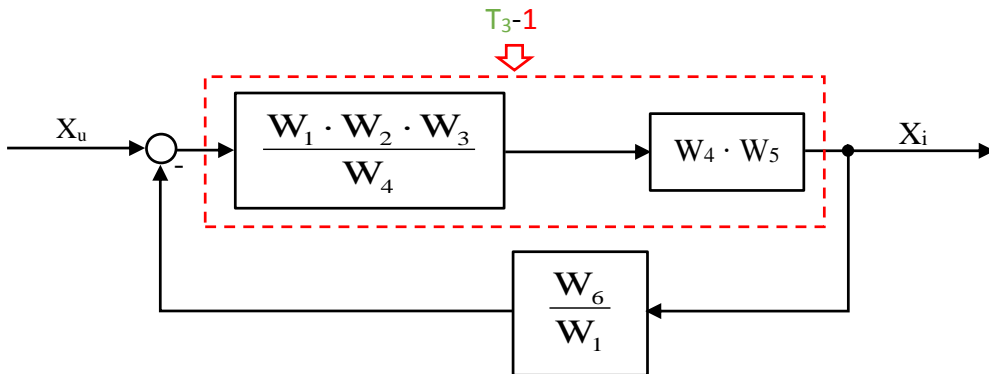 T₃-1
Xᵤ
W₁ · W₂ · W₃
W₄
W₄ · W₅
Xᵢ
-
W₆
W₁